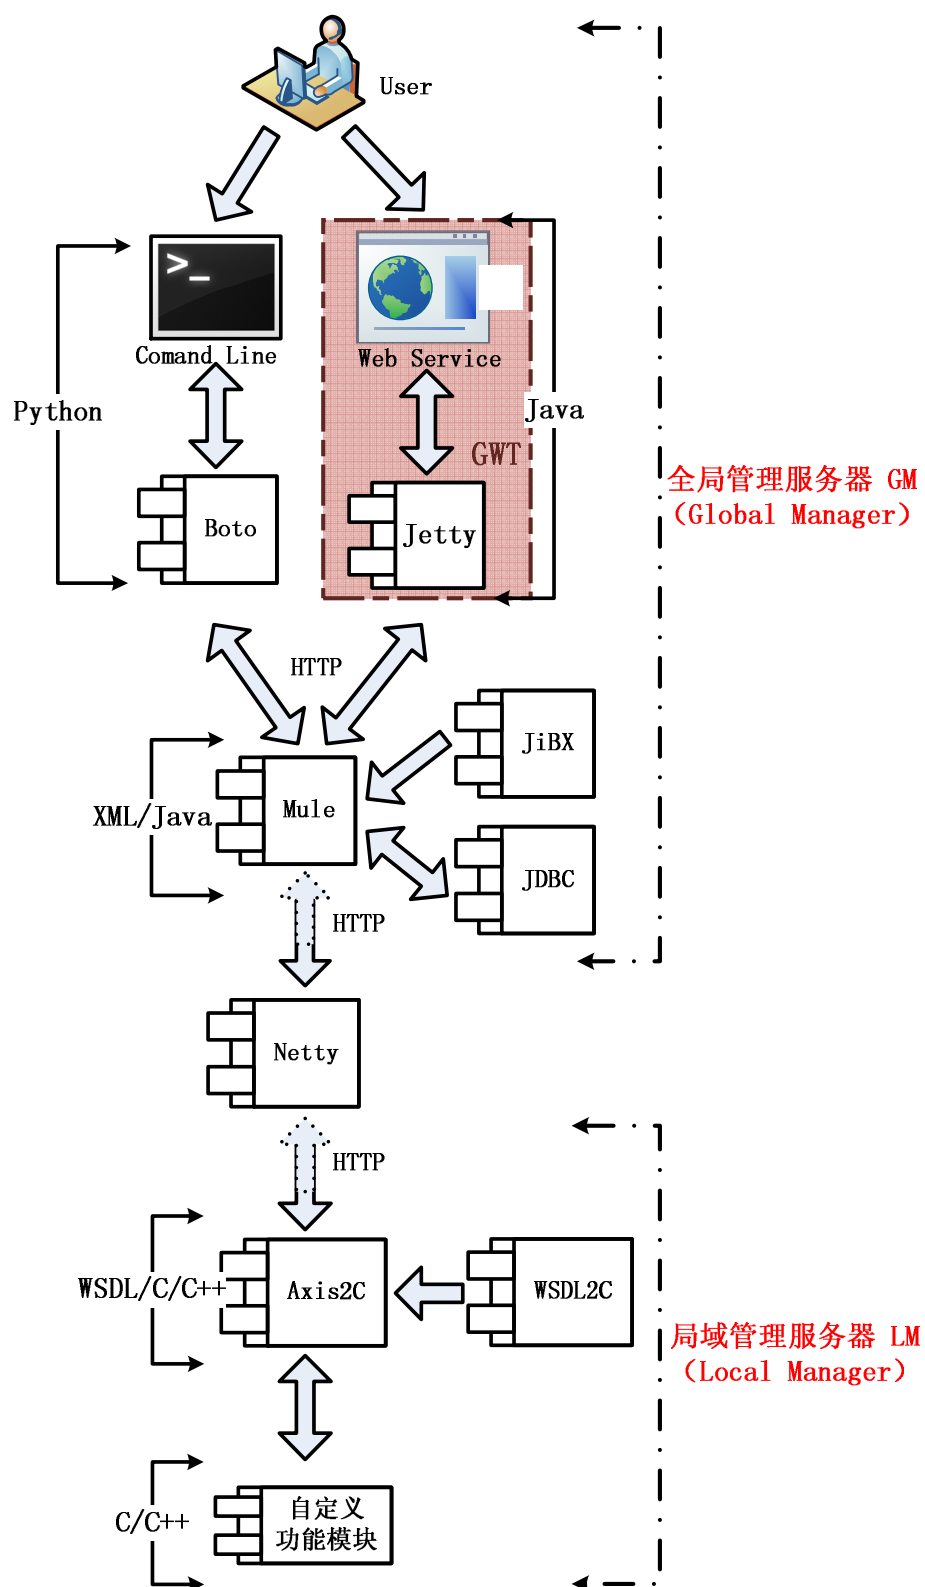 User
>_
Comand Line
Web Service
Python
Java
GWT
Boto
Jetty
全局管理服务器 GM
（Global Manager）
HTTP
JiBX
XML/Java
Mule
JDBC
HTTP
Netty
HTTP
WSDL/C/C++
Axis2C
WSDL2C
局域管理服务器 LM
（Local Manager）
C/C++
自定义
功能模块